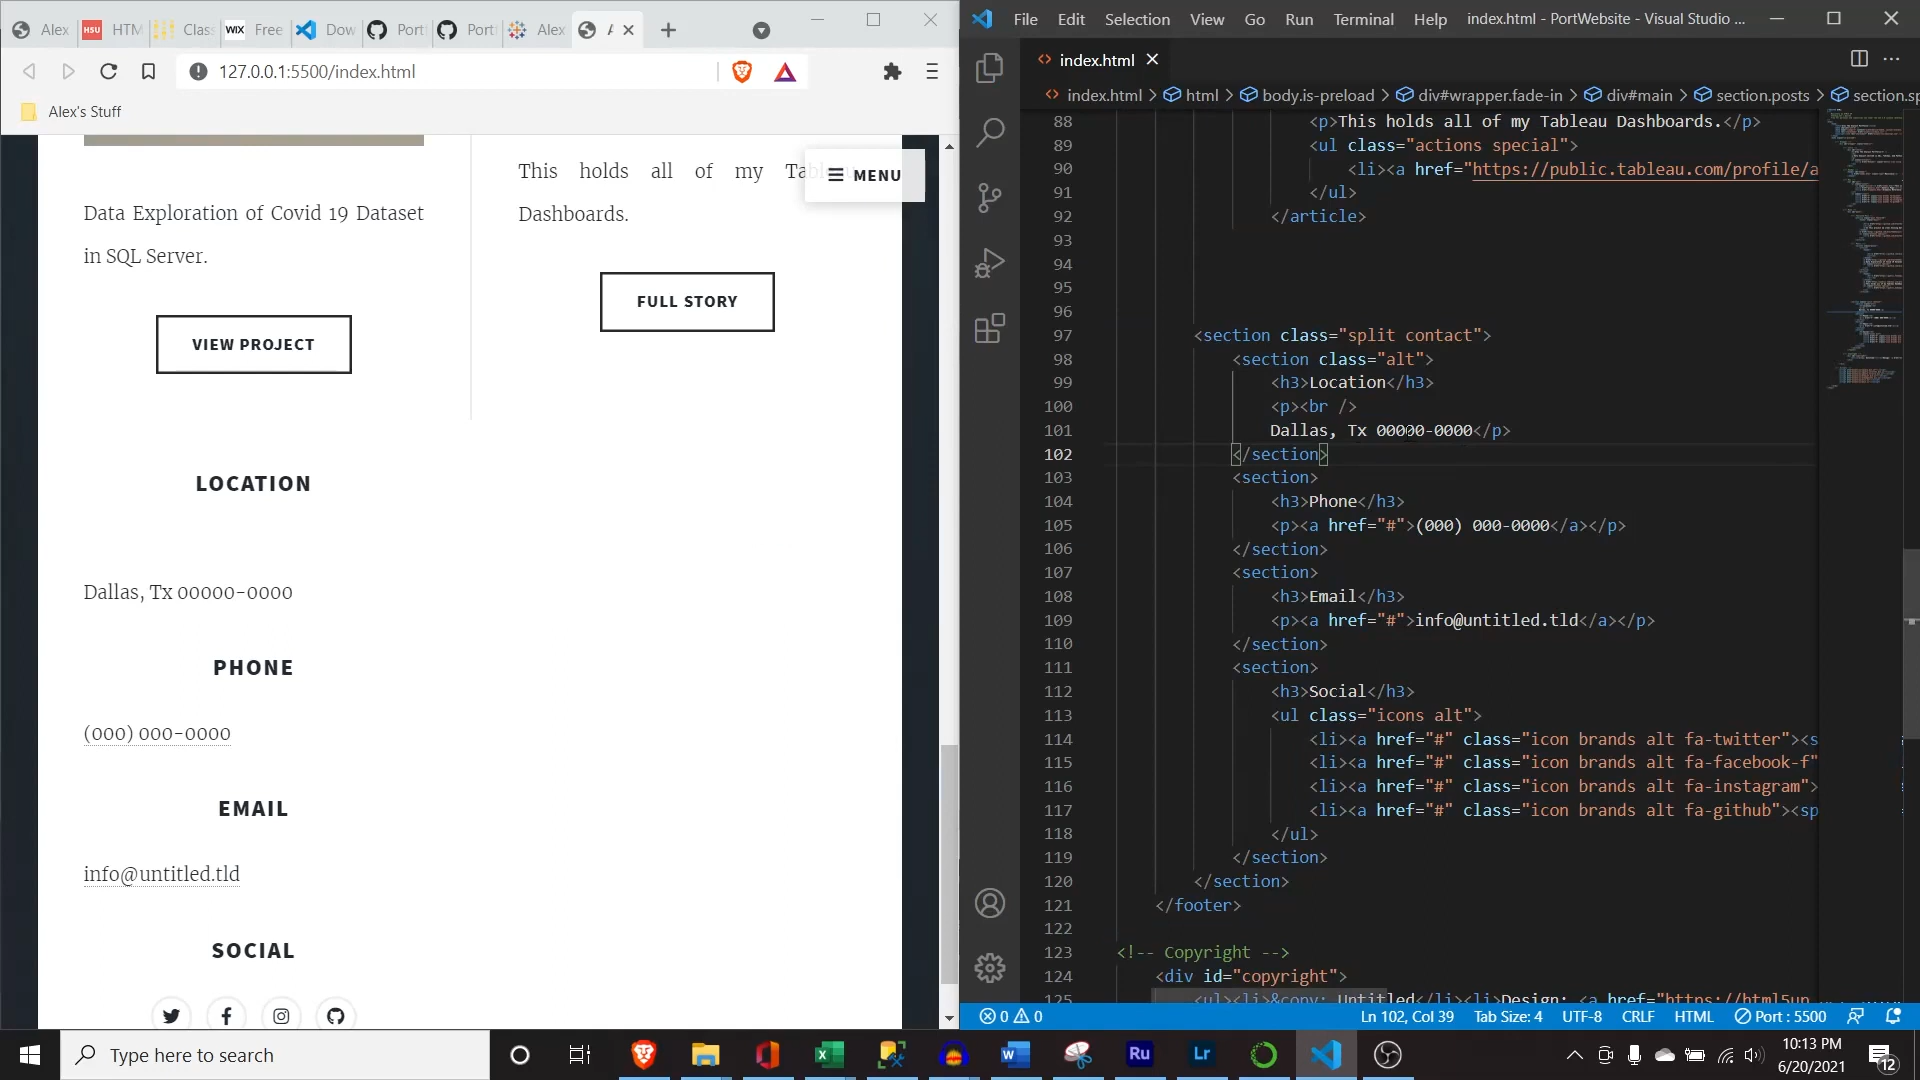 Alex
HTM
Clas
WIX
Free
Dow
Port
Port
Alex
127.0.0.1:5500/index.html
Alex's Stuff
Data Exploration of Covid 19 Dataset
in SQL Server.
VIEW PROJECT
This holds all of my
Dashboards.
MENU
FULL STORY
LOCATION
Dallas, Tx 00000-0000
PHONE
(000) 000-0000
EMAIL
info@untitled.tld
SOCIAL
File Edit Selection View Go Run Terminal Help index.html - PortWebsite - Visual Studio ...
index.html
index.html > html > body.is-preload > div#wrapper.fade-in > div#main > section.posts > section.sp
88 <p>This holds all of my Tableau Dashboards.</p>
89 <ul class="actions special">
90 <li><a href="https://public.tableau.com/profile/a
91 </ul>
92 </article>
93
94
95
96
97 <section class="split contact">
98 <section class="alt">
99 <h3>Location</h3>
100 <p><br />
101 Dallas, Tx 00000-0000</p>
102 </section>
103 <section>
104 <h3>Phone</h3>
105 <p><a href="#">(000) 000-0000</a></p>
106 </section>
107 <section>
108 <h3>Email</h3>
109 <p><a href="#">info@untitled.tld</a></p>
110 </section>
111 <section>
112 <h3>Social</h3>
113 <ul class="icons alt">
114 <li><a href="#" class="icon brands alt fa-twitter"><s
115 <li><a href="#" class="icon brands alt fa-facebook-f"
116 <li><a href="#" class="icon brands alt fa-instagram">
117 <li><a href="#" class="icon brands alt fa-github"><sp
118 </ul>
119 </section>
120 </section>
121 </footer>
122
123 <!-- Copyright -->
124 <div id="copyright">
125 <ul><li>&copy; Untitled</li><li>Design: <a href="https://html5up
0 0
Ln 102, Col 39 Tab Size: 4 UTF-8 CRLF HTML Port : 5500
Type here to search
10:13 PM
6/20/2021
12